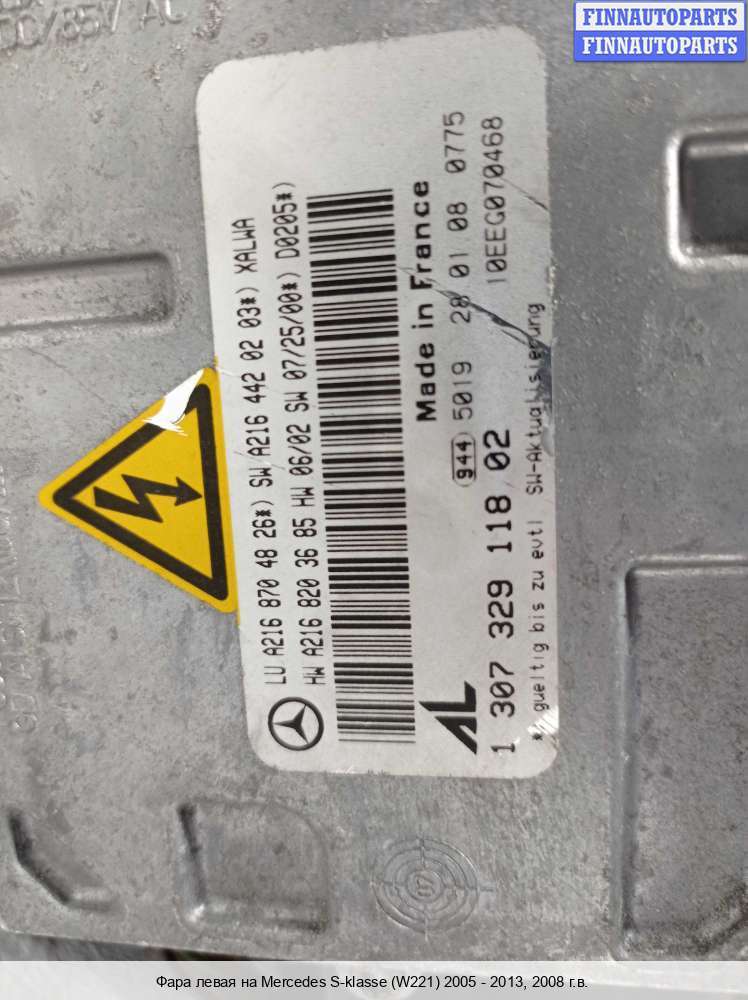 DC/85V AC
FINNAUTOPARTS
FINNAUTOPARTS
LU A216 870 48 26*) SW A216 442 02 03*) XALWA
HW A216 820 36 85 HW 06/02 SW 07/25/00*) D0205*)
Made in France
AL
944 5019 28 01 08 0775
1 307 329 118 02
10EEG070468
* gueltig bis zu evtl. SW-Aktualisierung
Фара левая на Mercedes S-klasse (W221) 2005 - 2013, 2008 г.в.